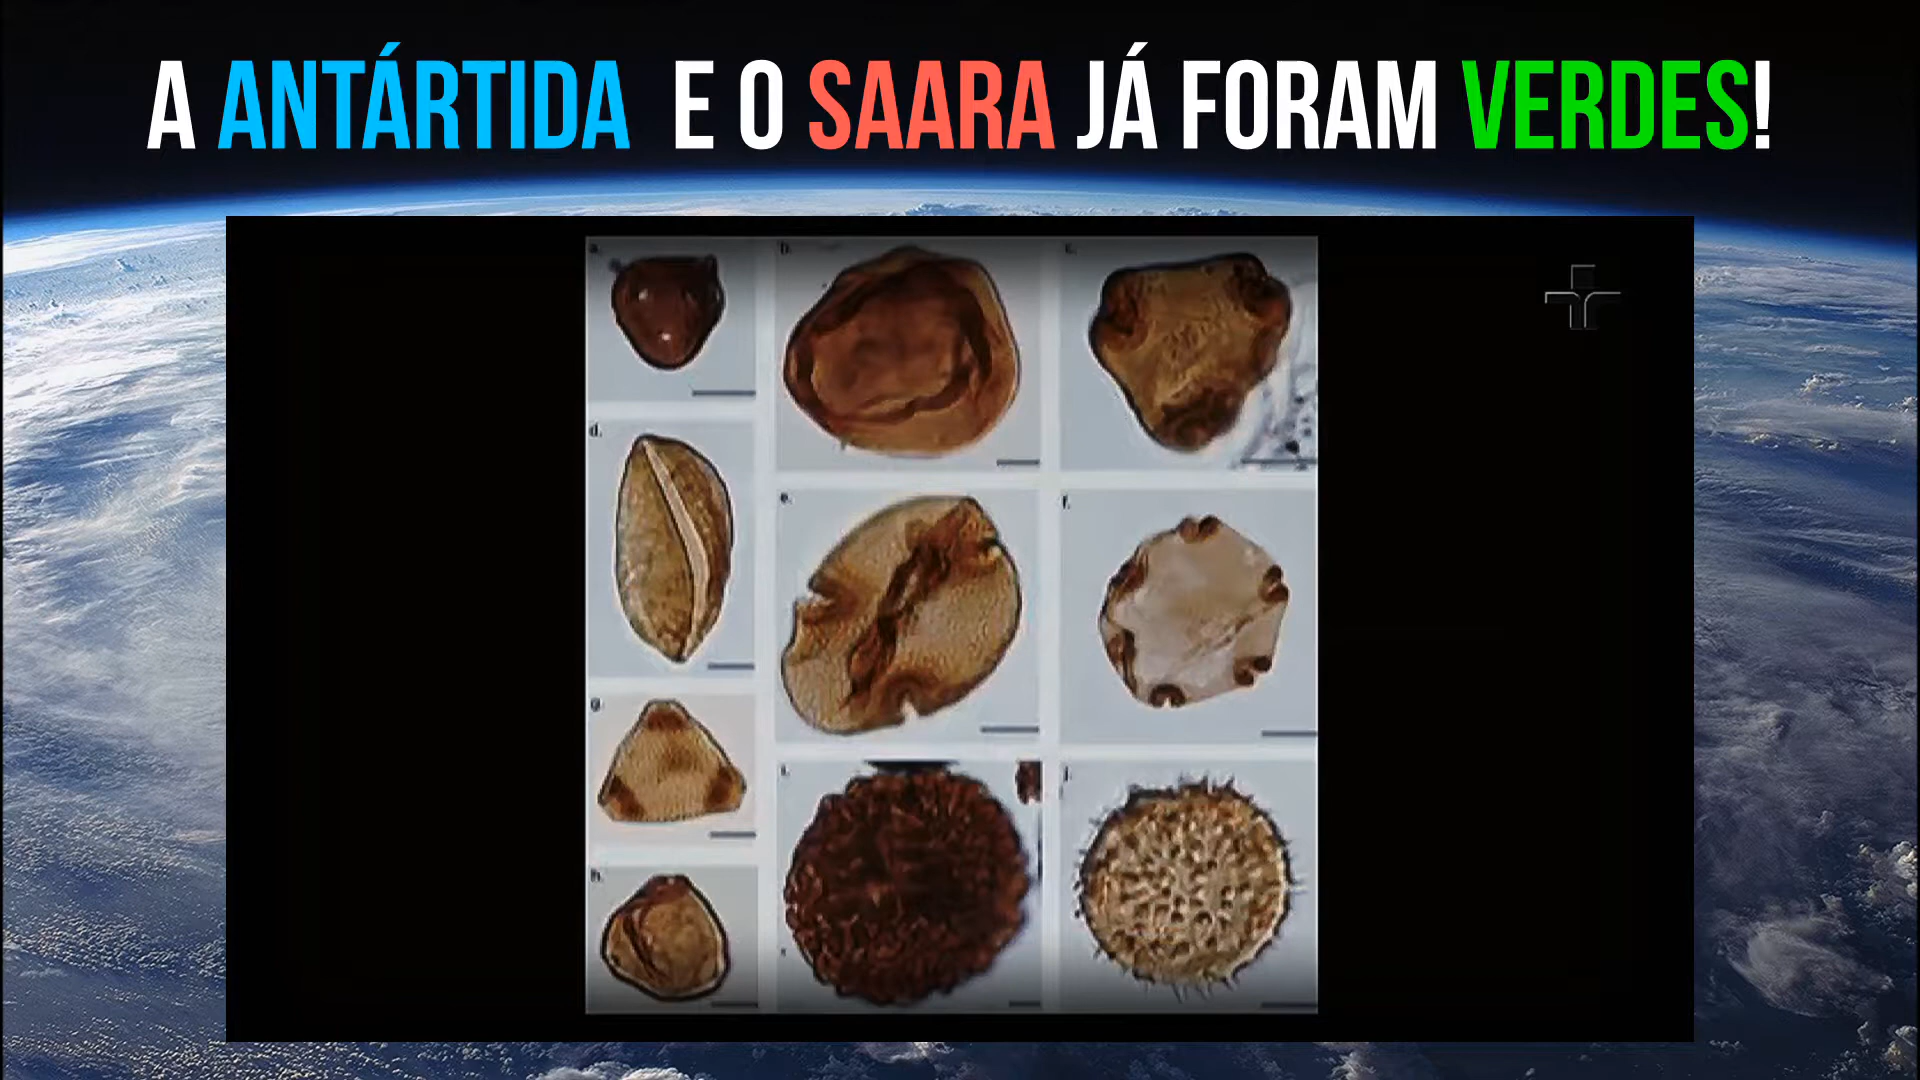 A ANTÁRTIDA E O SAARA JÁ FORAM VERDES!
a.
b.
c.
d.
e.
f.
g.
h.
i.
j.